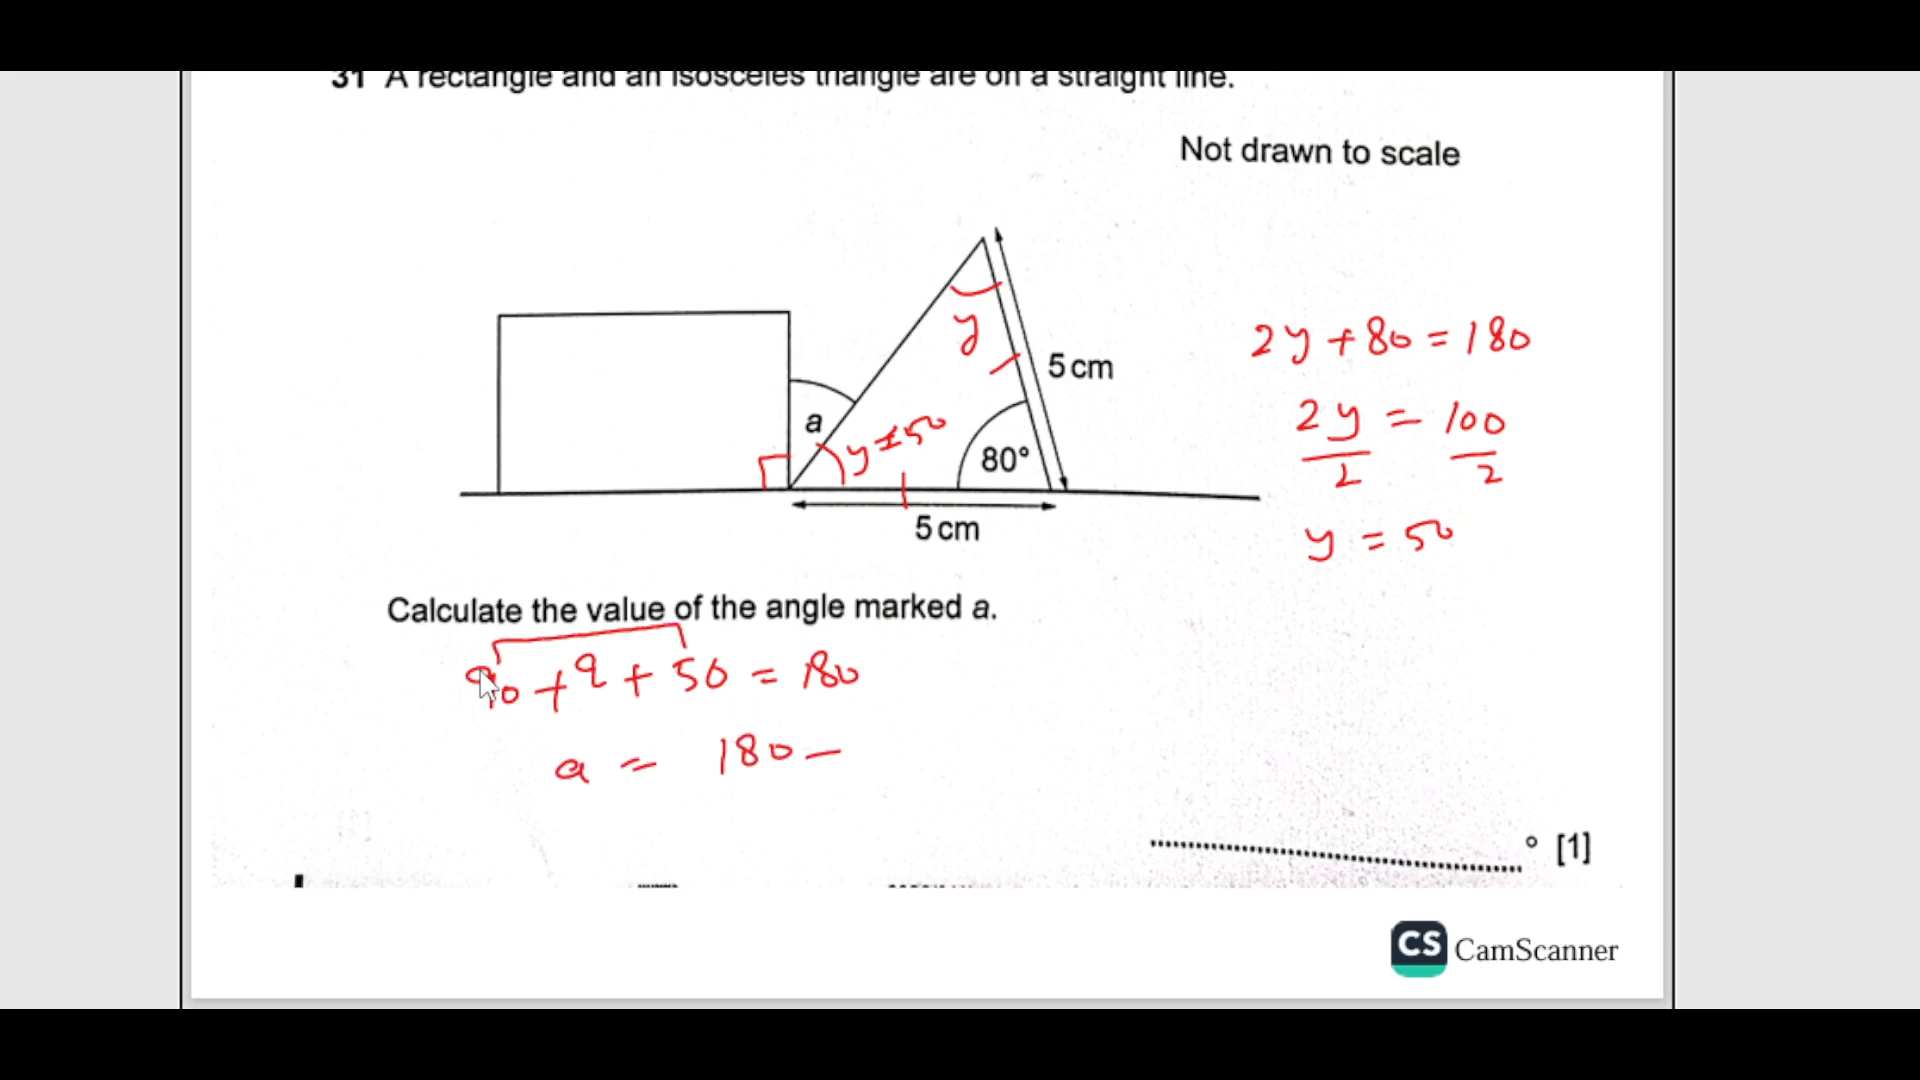 31 A rectangle and an isosceles triangle are on a straight line.
Not drawn to scale
y
5 cm
a
y = 50
80°
5 cm
2y + 80 = 180
2y = 100
2 2
y = 50
Calculate the value of the angle marked a.
90 + a + 50 = 180
a = 180 –
° [1]
CS CamScanner